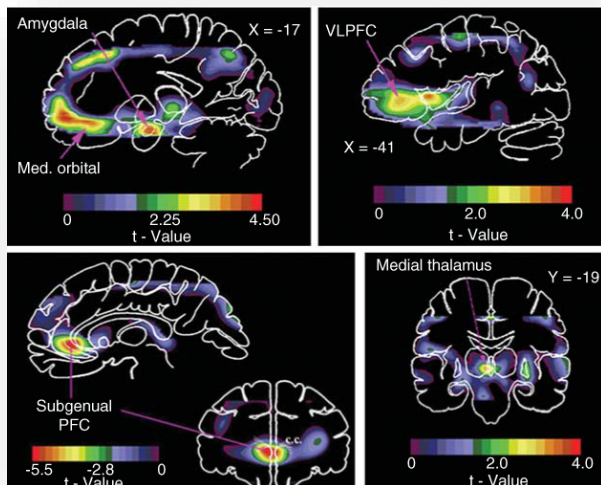 Amygdala
X = -17
Med. orbital
0 2.25 4.50
t - Value
VLPFC
X = -41
0 2.0 4.0
t - Value
Subgenual
PFC
c.c.
-5.5 -2.8 0
t - Value
Medial thalamus
Y = -19
0 2.0 4.0
t - Value